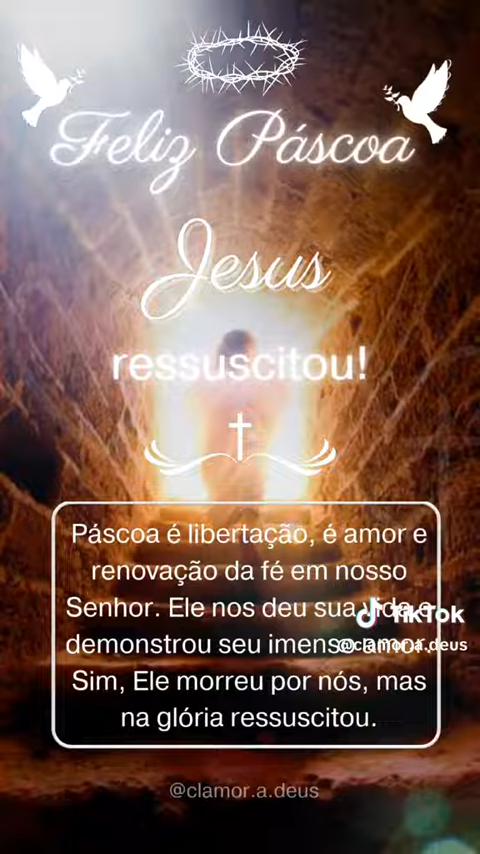 Feliz Páscoa
Jesus
ressuscitou!
Páscoa é libertação, é amor e
renovação da fé em nosso
Senhor. Ele nos deu sua vida e
TikTok
demonstrou seu imenso amor.
@clamor.a.deus
Sim, Ele morreu por nós, mas
na glória ressuscitou.
@clamor.a.deus